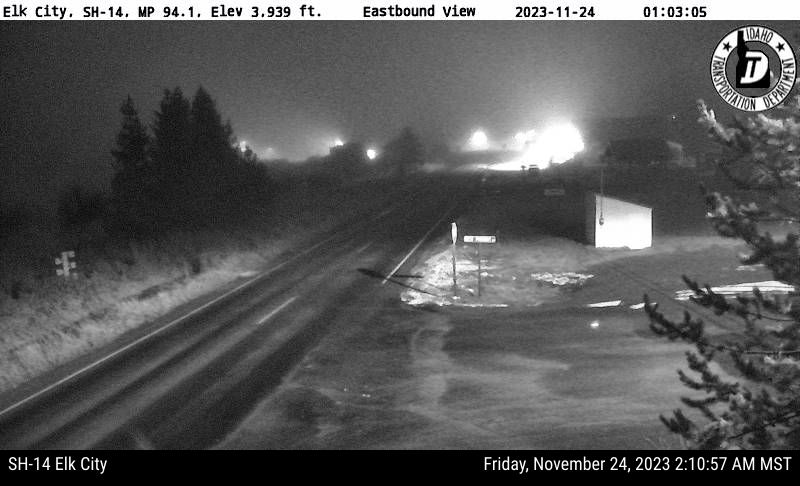 Elk City, SH-14, MP 94.1, Elev 3,939 ft. Eastbound View 2023-11-24 01:03:05
IDAHO
TRANSPORTATION DEPARTMENT
SH-14 Elk City Friday, November 24, 2023 2:10:57 AM MST